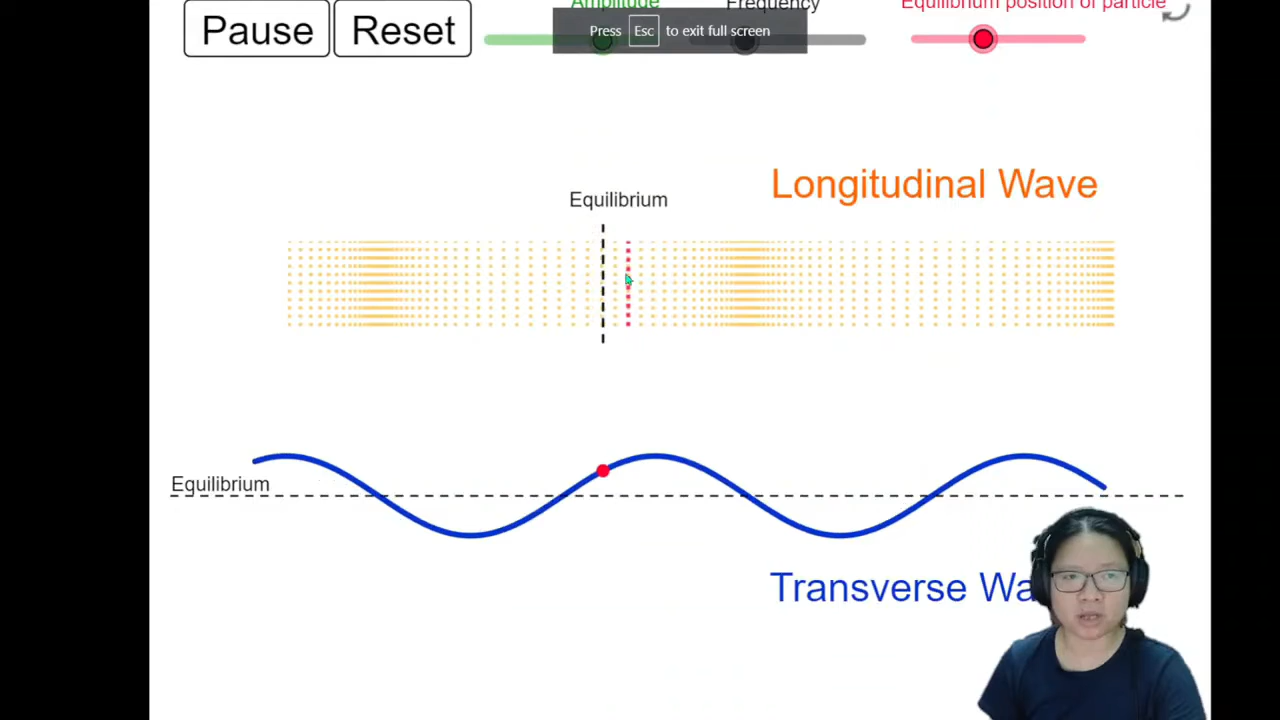 Amplitude
Frequency
Equilibrium position of particle
Pause
Reset
Press Esc to exit full screen
Longitudinal Wave
Equilibrium
Equilibrium
Transverse Wa